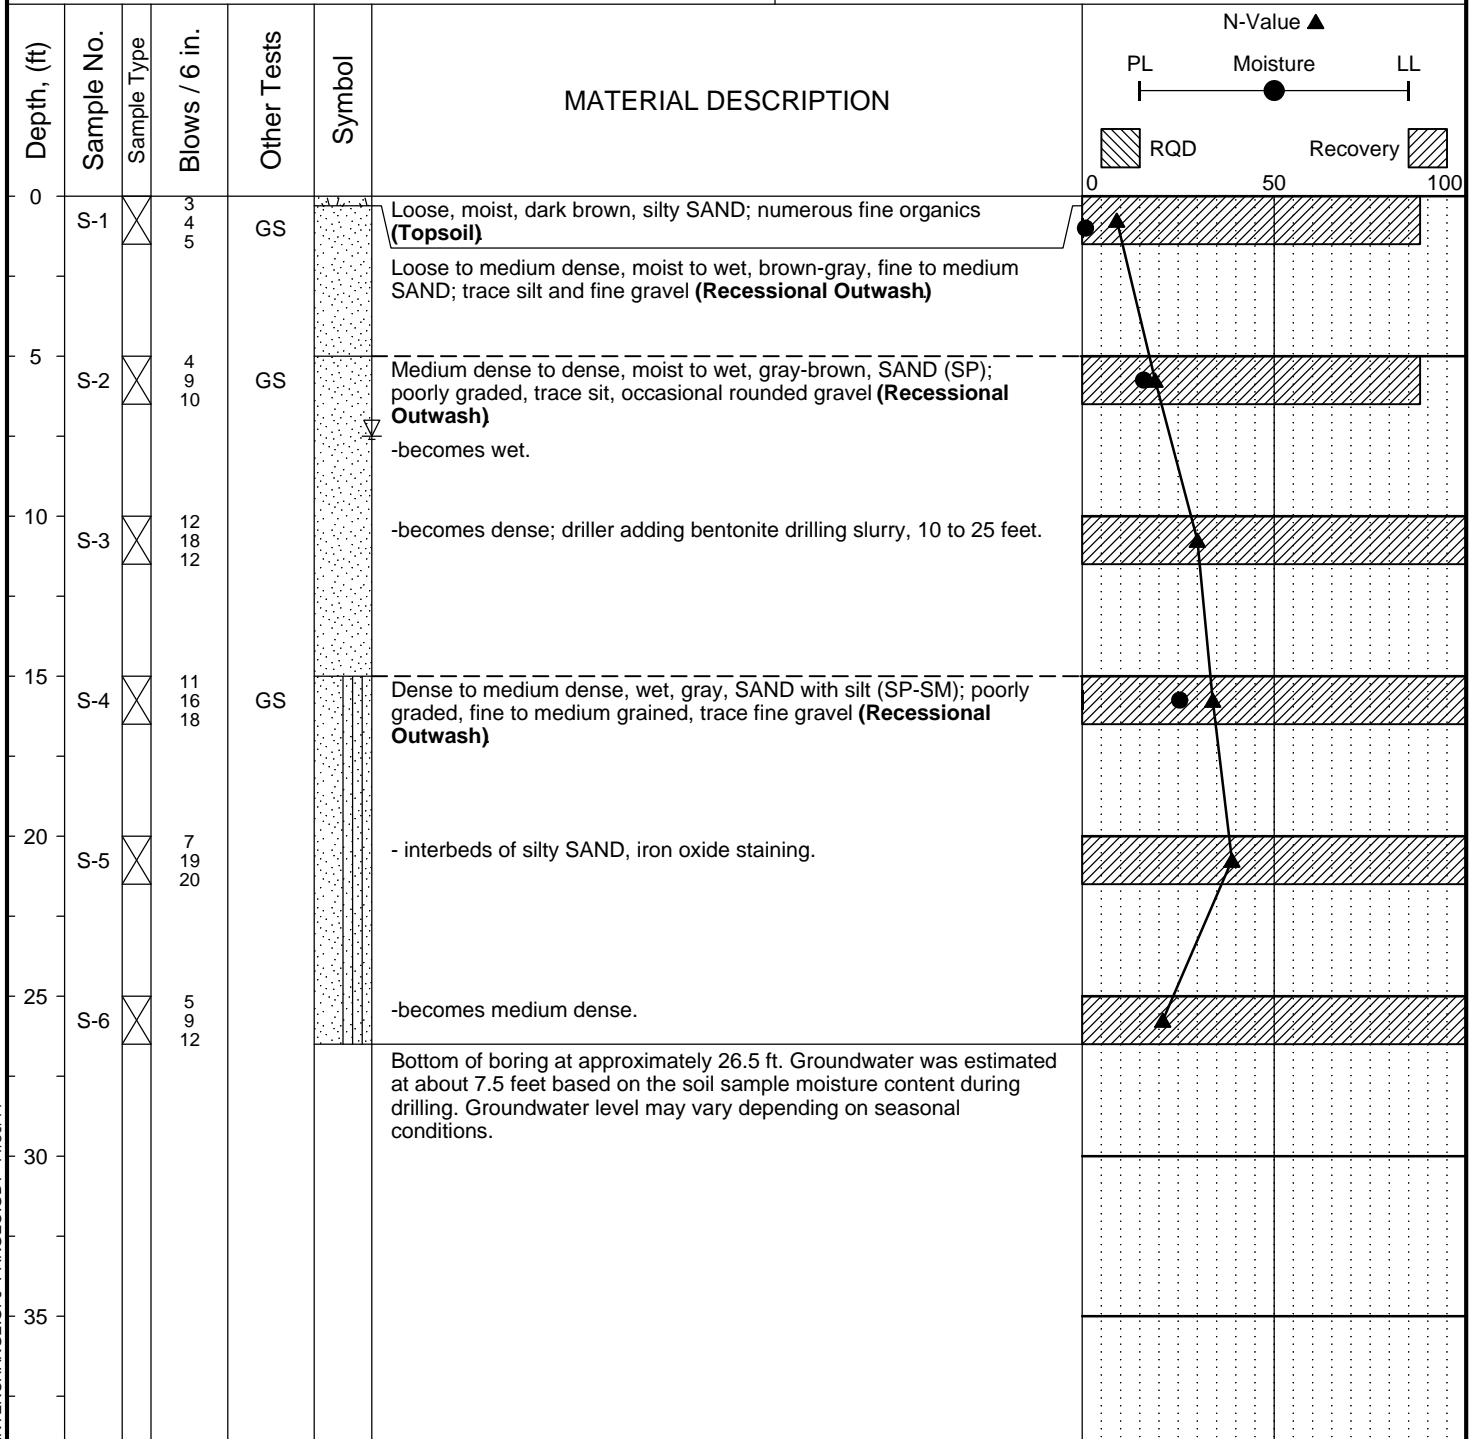 N-Value
PL Moisture LL
RQD Recovery
0 50 100
Depth, (ft)
Sample No.
Sample Type
Blows / 6 in.
Other Tests
Symbol
MATERIAL DESCRIPTION
0
S-1
3
4
5
GS
Loose, moist, dark brown, silty SAND; numerous fine organics
(Topsoil).
Loose to medium dense, moist to wet, brown-gray, fine to medium
SAND; trace silt and fine gravel (Recessional Outwash).
5
S-2
4
9
10
GS
Medium dense to dense, moist to wet, gray-brown, SAND (SP);
poorly graded, trace sit, occasional rounded gravel (Recessional
Outwash).
-becomes wet.
10
S-3
12
18
12
-becomes dense; driller adding bentonite drilling slurry, 10 to 25 feet.
15
S-4
11
16
18
GS
Dense to medium dense, wet, gray, SAND with silt (SP-SM); poorly
graded, fine to medium grained, trace fine gravel (Recessional
Outwash).
20
S-5
7
19
20
- interbeds of silty SAND, iron oxide staining.
25
S-6
5
9
12
-becomes medium dense.
Bottom of boring at approximately 26.5 ft. Groundwater was estimated
at about 7.5 feet based on the soil sample moisture content during
drilling. Groundwater level may vary depending on seasonal
conditions.
30
35